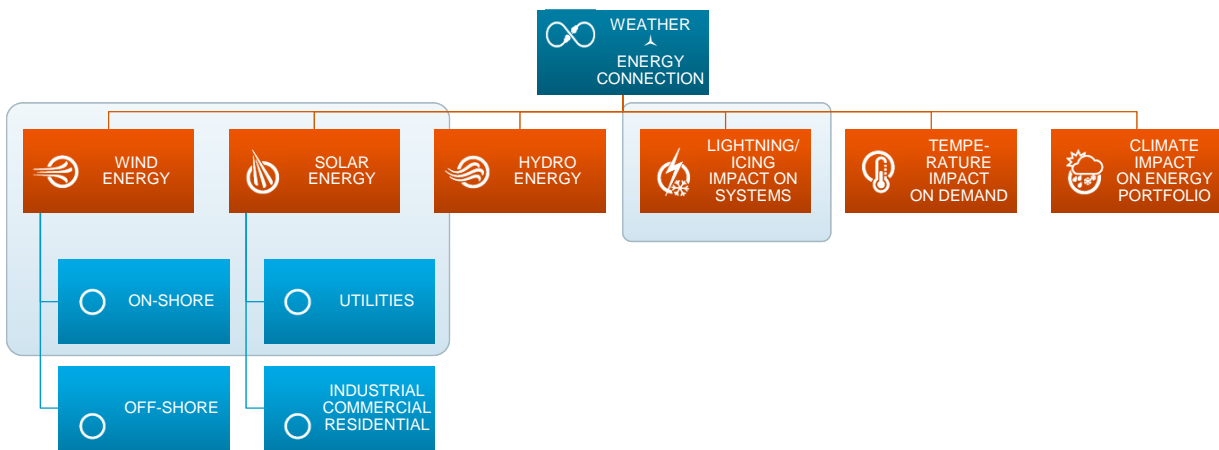 WEATHER
ENERGY
CONNECTION
WIND
ENERGY
SOLAR
ENERGY
HYDRO
ENERGY
LIGHTNING/
ICING
IMPACT ON
SYSTEMS
TEMPE-
RATURE
IMPACT
ON DEMAND
CLIMATE
IMPACT
ON ENERGY
PORTFOLIO
ON-SHORE
UTILITIES
OFF-SHORE
INDUSTRIAL
COMMERCIAL
RESIDENTIAL